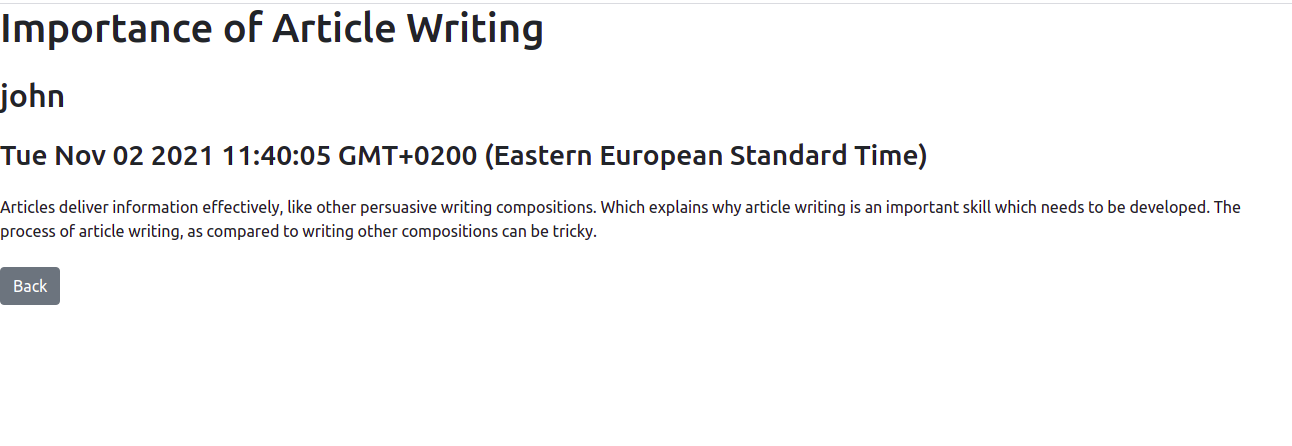 Importance of Article Writing
john
Tue Nov 02 2021 11:40:05 GMT+0200 (Eastern European Standard Time)
Articles deliver information effectively, like other persuasive writing compositions. Which explains why article writing is an important skill which needs to be developed. The
process of article writing, as compared to writing other compositions can be tricky.
Back